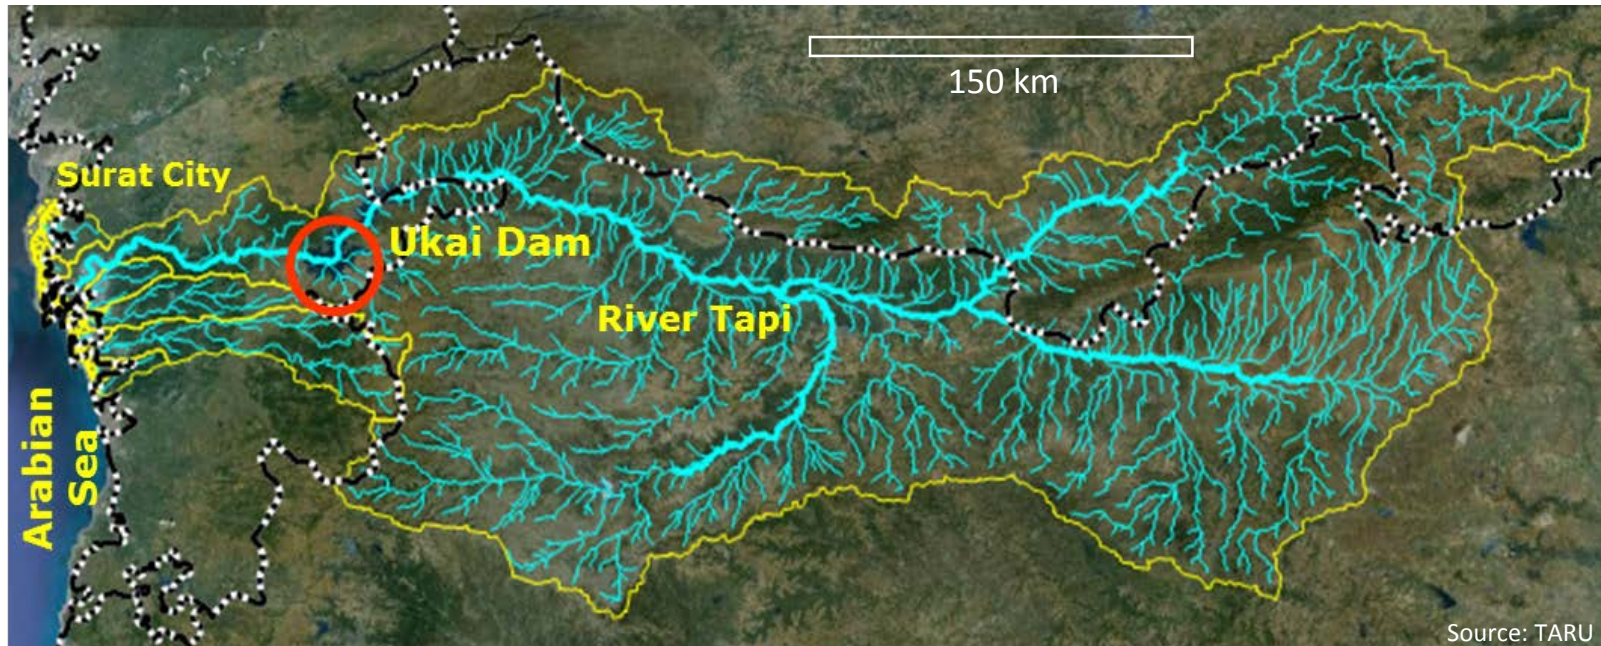 150 km
Surat City
Ukai Dam
River Tapi
Arabian
Sea
Source: TARU